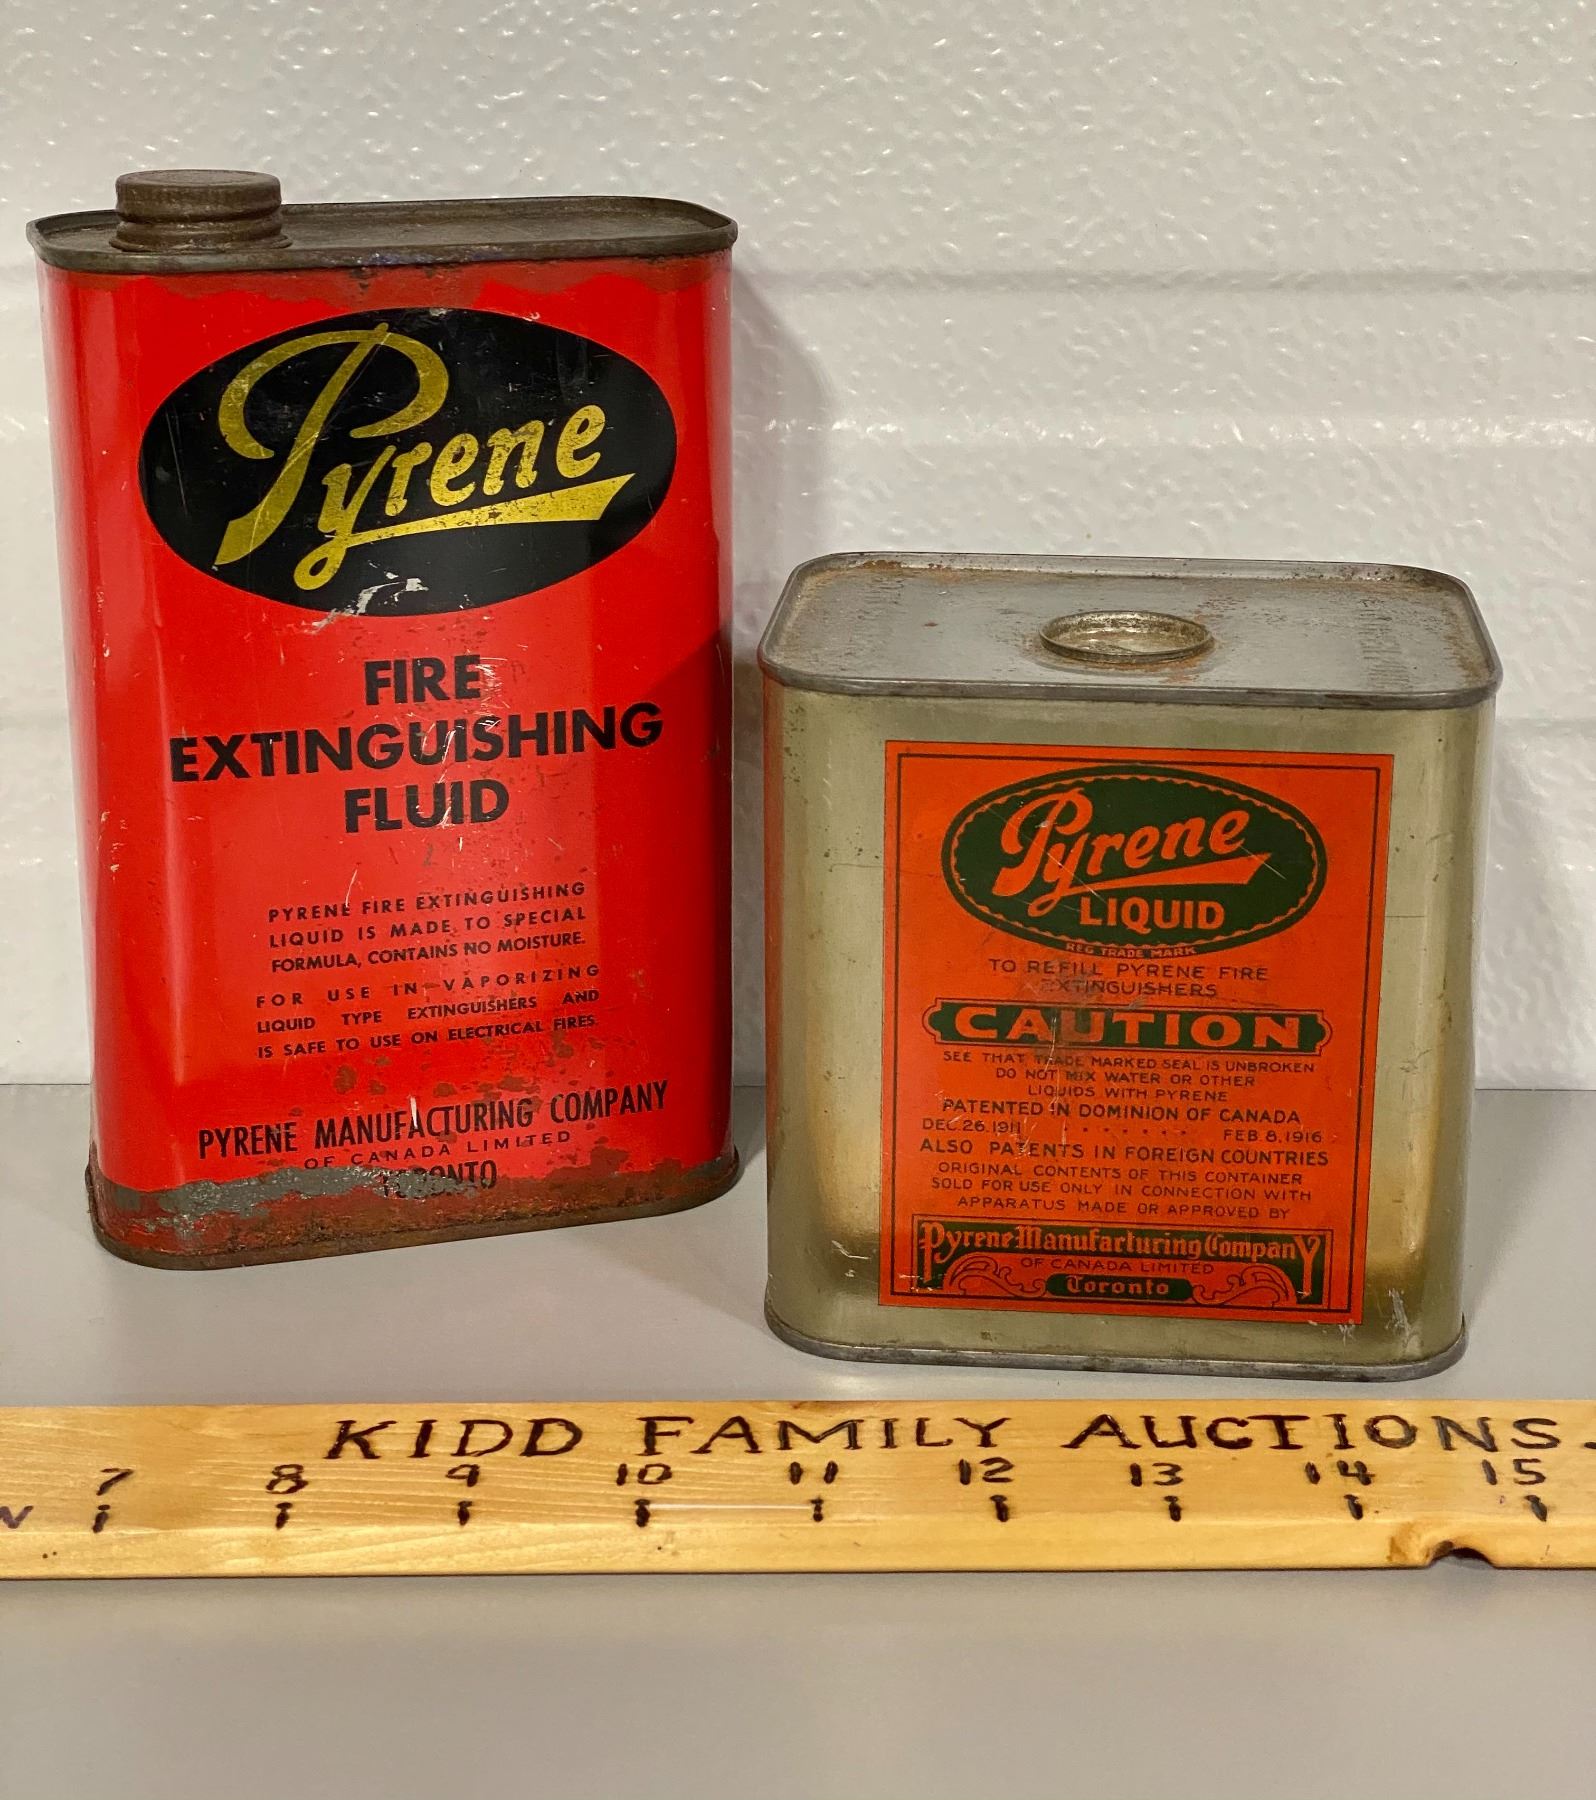 Pyrene
FIRE
EXTINGUISHING
FLUID
PYRENE FIRE EXTINGUISHING
LIQUID IS MADE TO SPECIAL
FORMULA, CONTAINS NO MOISTURE.
FOR USE IN VAPORIZING
LIQUID TYPE EXTINGUISHERS AND
IS SAFE TO USE ON ELECTRICAL FIRES.
PYRENE MANUFACTURING COMPANY
OF CANADA LIMITED
TORONTO
Pyrene
LIQUID
REG. TRADE MARK
TO REFILL PYRENE FIRE
EXTINGUISHERS
CAUTION
SEE THAT TRADE MARKED SEAL IS UNBROKEN
DO NOT MIX WATER OR OTHER
LIQUIDS WITH PYRENE
PATENTED IN DOMINION OF CANADA
DEC. 26. 1911 . . . . . . . FEB. 8. 1916
ALSO PATENTS IN FOREIGN COUNTRIES
ORIGINAL CONTENTS OF THIS CONTAINER
SOLD FOR USE ONLY IN CONNECTION WITH
APPARATUS MADE OR APPROVED BY
Pyrene Manufacturing Company
OF CANADA LIMITED
Toronto
KIDD FAMILY AUCTIONS.
7 8 9 10 11 12 13 14 15